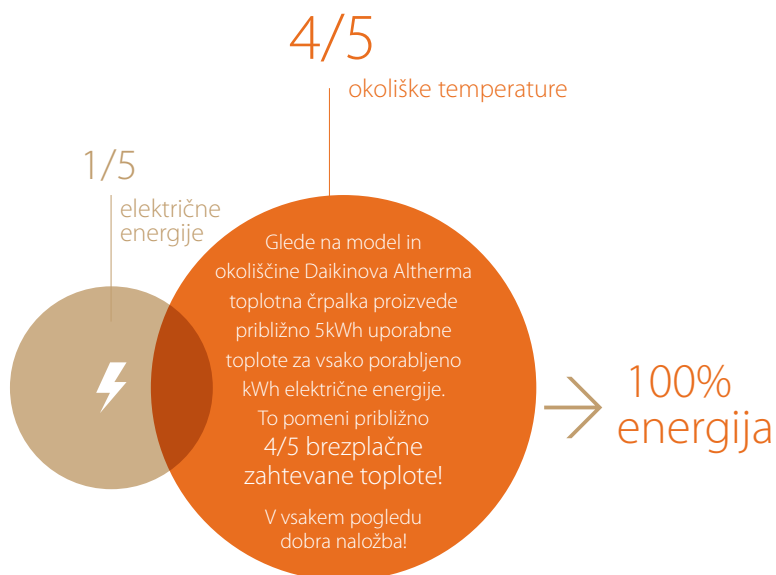 4/5
okoliške temperature
1/5
električne
energije
Glede na model in
okoliščine Daikinova Altherma
toplotna črpalka proizvede
približno 5kWh uporabne
toplote za vsako porabljeno
kWh električne energije.
To pomeni približno
4/5 brezplačne
zahtevane toplote!
V vsakem pogledu
dobra naložba!
100%
energija